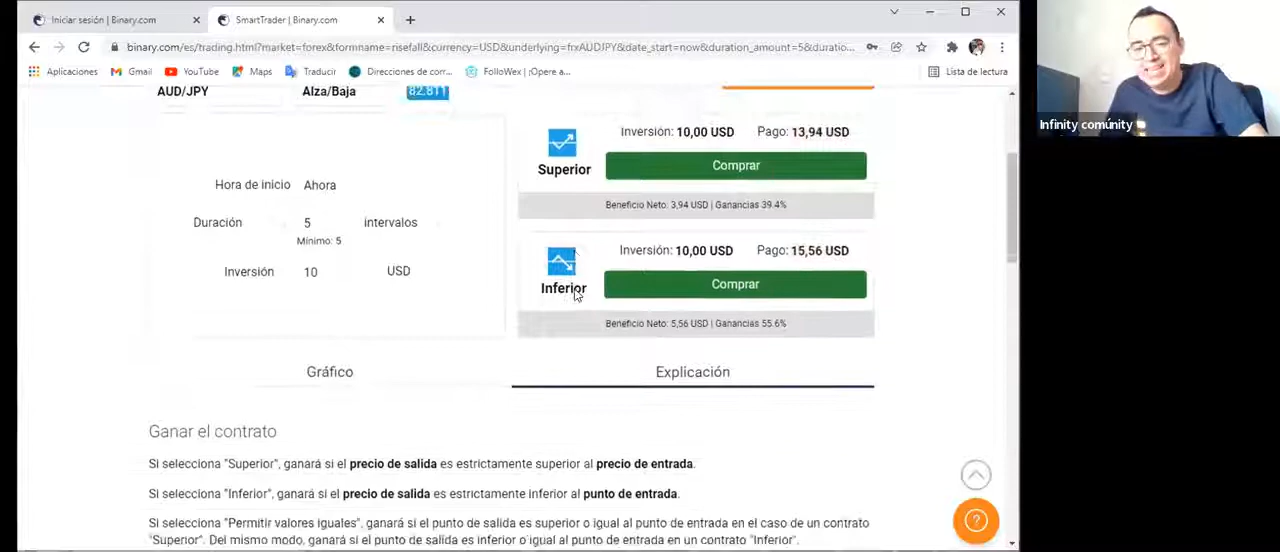 Iniciar sesión | Binary.com
SmartTrader | Binary.com
binary.com/es/trading.html?market=forex&formname=risefall&currency=USD&underlying=frxAUDJPY&date_start=now&duration_amount=5&duratio...
Aplicaciones
Gmail
YouTube
Maps
Traducir
Direcciones de corr...
FolloWex | ¡Opere a...
Lista de lectura
Infinity comúnity
AUD/JPY
Alza/Baja
82,811
Hora de inicio Ahora
Duración 5 intervalos
Mínimo: 5
Inversión 10 USD
Inversión: 10,00 USD Pago: 13,94 USD
Superior
Comprar
Beneficio Neto: 3,94 USD | Ganancias 39.4%
Inversión: 10,00 USD Pago: 15,56 USD
Inferior
Comprar
Beneficio Neto: 5,56 USD | Ganancias 55.6%
Gráfico
Explicación
Ganar el contrato
Si selecciona "Superior", ganará si el precio de salida es estrictamente superior al precio de entrada.
Si selecciona "Inferior", ganará si el precio de salida es estrictamente inferior al punto de entrada.
Si selecciona "Permitir valores iguales", ganará si el punto de salida es superior o igual al punto de entrada en el caso de un contrato
"Superior". Del mismo modo, ganará si el punto de salida es inferior o igual al punto de entrada en un contrato "Inferior".